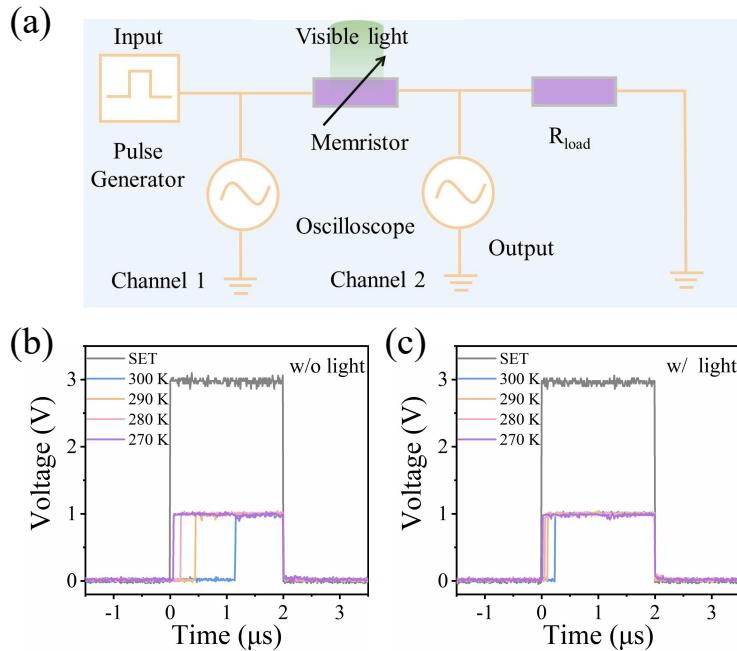 (a)
Input
Visible light
Pulse
Generator
Memristor
R_load
Oscilloscope
Output
Channel 1
Channel 2
(b)
SET
300 K
290 K
280 K
270 K
w/o light
Voltage (V)
3
2
1
0
-1 0 1 2 3
Time (μs)
(c)
SET
300 K
290 K
280 K
270 K
w/ light
Voltage (V)
3
2
1
0
-1 0 1 2 3
Time (μs)